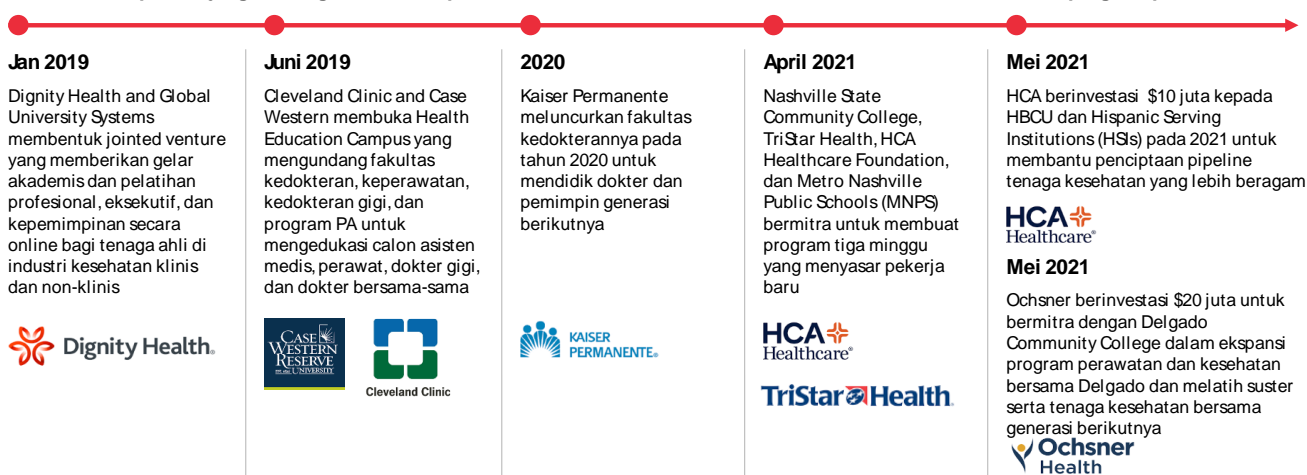 Jan 2019
Dignity Health and Global
University Systems
membentuk jointed venture
yang memberikan gelar
akademis dan pelatihan
profesional, eksekutif, dan
kepemimpinan secara
online bagi tenaga ahli di
industri kesehatan klinis
dan non-klinis
Dignity Health.
Juni 2019
Cleveland Clinic and Case
Western membuka Health
Education Campus yang
mengundang fakultas
kedokteran, keperawatan,
kedokteran gigi, dan
program PA untuk
mengedukasi calon asisten
medis, perawat, dokter gigi,
dan dokter bersama-sama
CASE
WESTERN
RESERVE
UNIVERSITY
Cleveland Clinic
2020
Kaiser Permanente
meluncurkan fakultas
kedokterannya pada
tahun 2020 untuk
mendidik dokter dan
pemimpin generasi
berikutnya
KAISER
PERMANENTE®
April 2021
Nashville State
Community College,
TriStar Health, HCA
Healthcare Foundation,
dan Metro Nashville
Public Schools (MNPS)
bermitra untuk membuat
program tiga minggu
yang menyasar pekerja
baru
HCA
Healthcare®
TriStar Health.
Mei 2021
HCA berinvestasi $10 juta kepada
HBCU dan Hispanic Serving
Institutions (HSIs) pada 2021 untuk
membantu penciptaan pipeline
tenaga kesehatan yang lebih beragam
HCA
Healthcare®
Mei 2021
Ochsner berinvestasi $20 juta untuk
bermitra dengan Delgado
Community College dalam ekspansi
program perawatan dan kesehatan
bersama Delgado dan melatih suster
serta tenaga kesehatan bersama
generasi berikutnya
Ochsner
Health